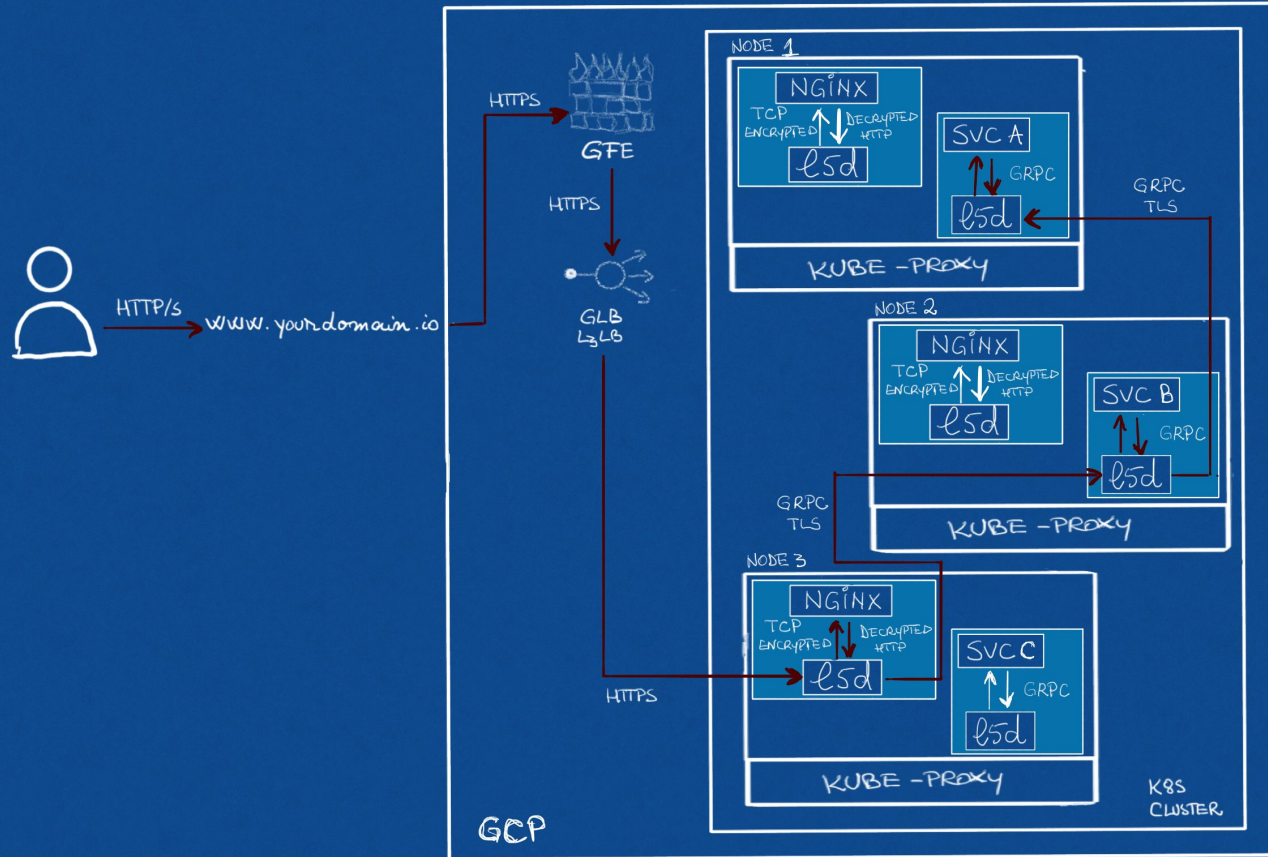 HTTP/s
www.yourdomain.io
HTTPS
GFE
HTTPS
GLB
L3LB
HTTPS
GCP
NODE 1
NGiNX
TCP
ENCRYPTED
DECRYPTED
HTTP
l5d
SVC A
GRPC
l5d
KUBE-PROXY
GRPC
TLS
NODE 2
NGiNX
TCP
ENCRYPTED
DECRYPTED
HTTP
l5d
SVC B
GRPC
l5d
KUBE-PROXY
GRPC
TLS
NODE 3
NGiNX
TCP
ENCRYPTED
DECRYPTED
HTTP
l5d
SVC C
GRPC
l5d
KUBE-PROXY
K8S
CLUSTER